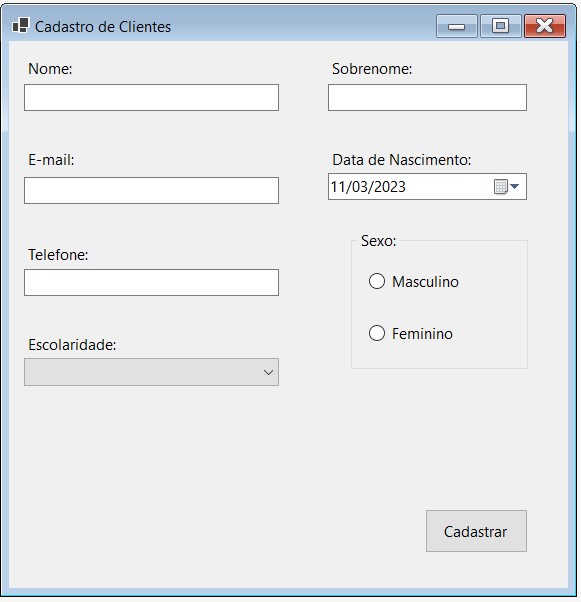 Cadastro de Clientes
Nome:
Sobrenome:
E-mail:
Data de Nascimento:
11/03/2023
Telefone:
Sexo:
Masculino
Feminino
Escolaridade:
Cadastrar